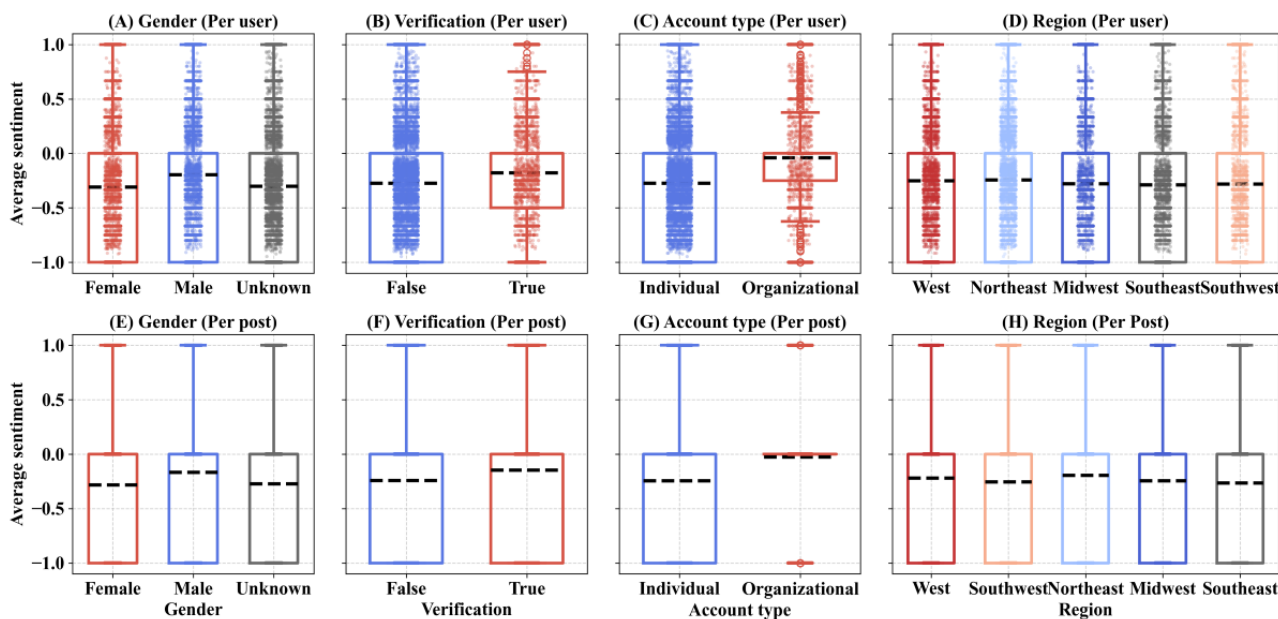 (A) Gender (Per user)
(B) Verification (Per user)
(C) Account type (Per user)
(D) Region (Per user)
Average sentiment
1.0
0.5
0.0
−0.5
−1.0
Female Male Unknown
False True
Individual Organizational
West Northeast Midwest Southeast Southwest
(E) Gender (Per post)
(F) Verification (Per post)
(G) Account type (Per post)
(H) Region (Per Post)
Average sentiment
1.0
0.5
0.0
−0.5
−1.0
Female Male Unknown
False True
Individual Organizational
West Southwest Northeast Midwest Southeast
Gender
Verification
Account type
Region